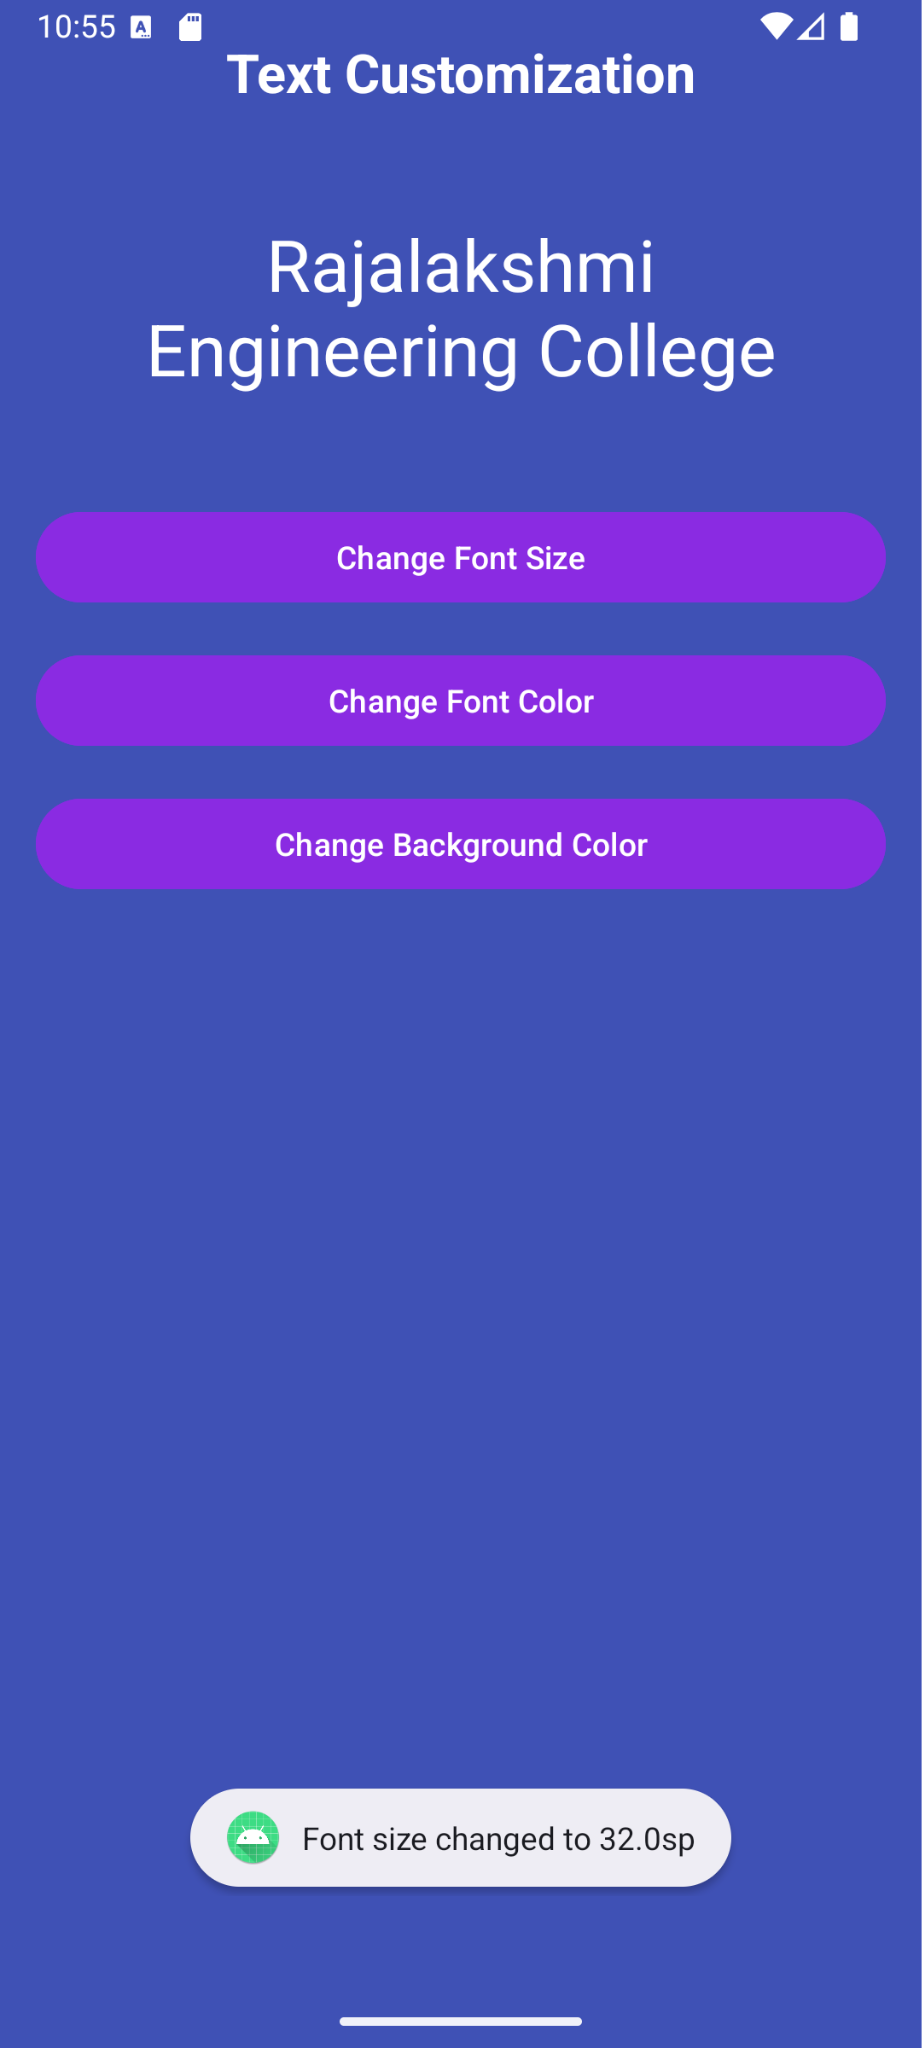 10:55
Text Customization
Rajalakshmi
Engineering College
Change Font Size
Change Font Color
Change Background Color
Font size changed to 32.0sp